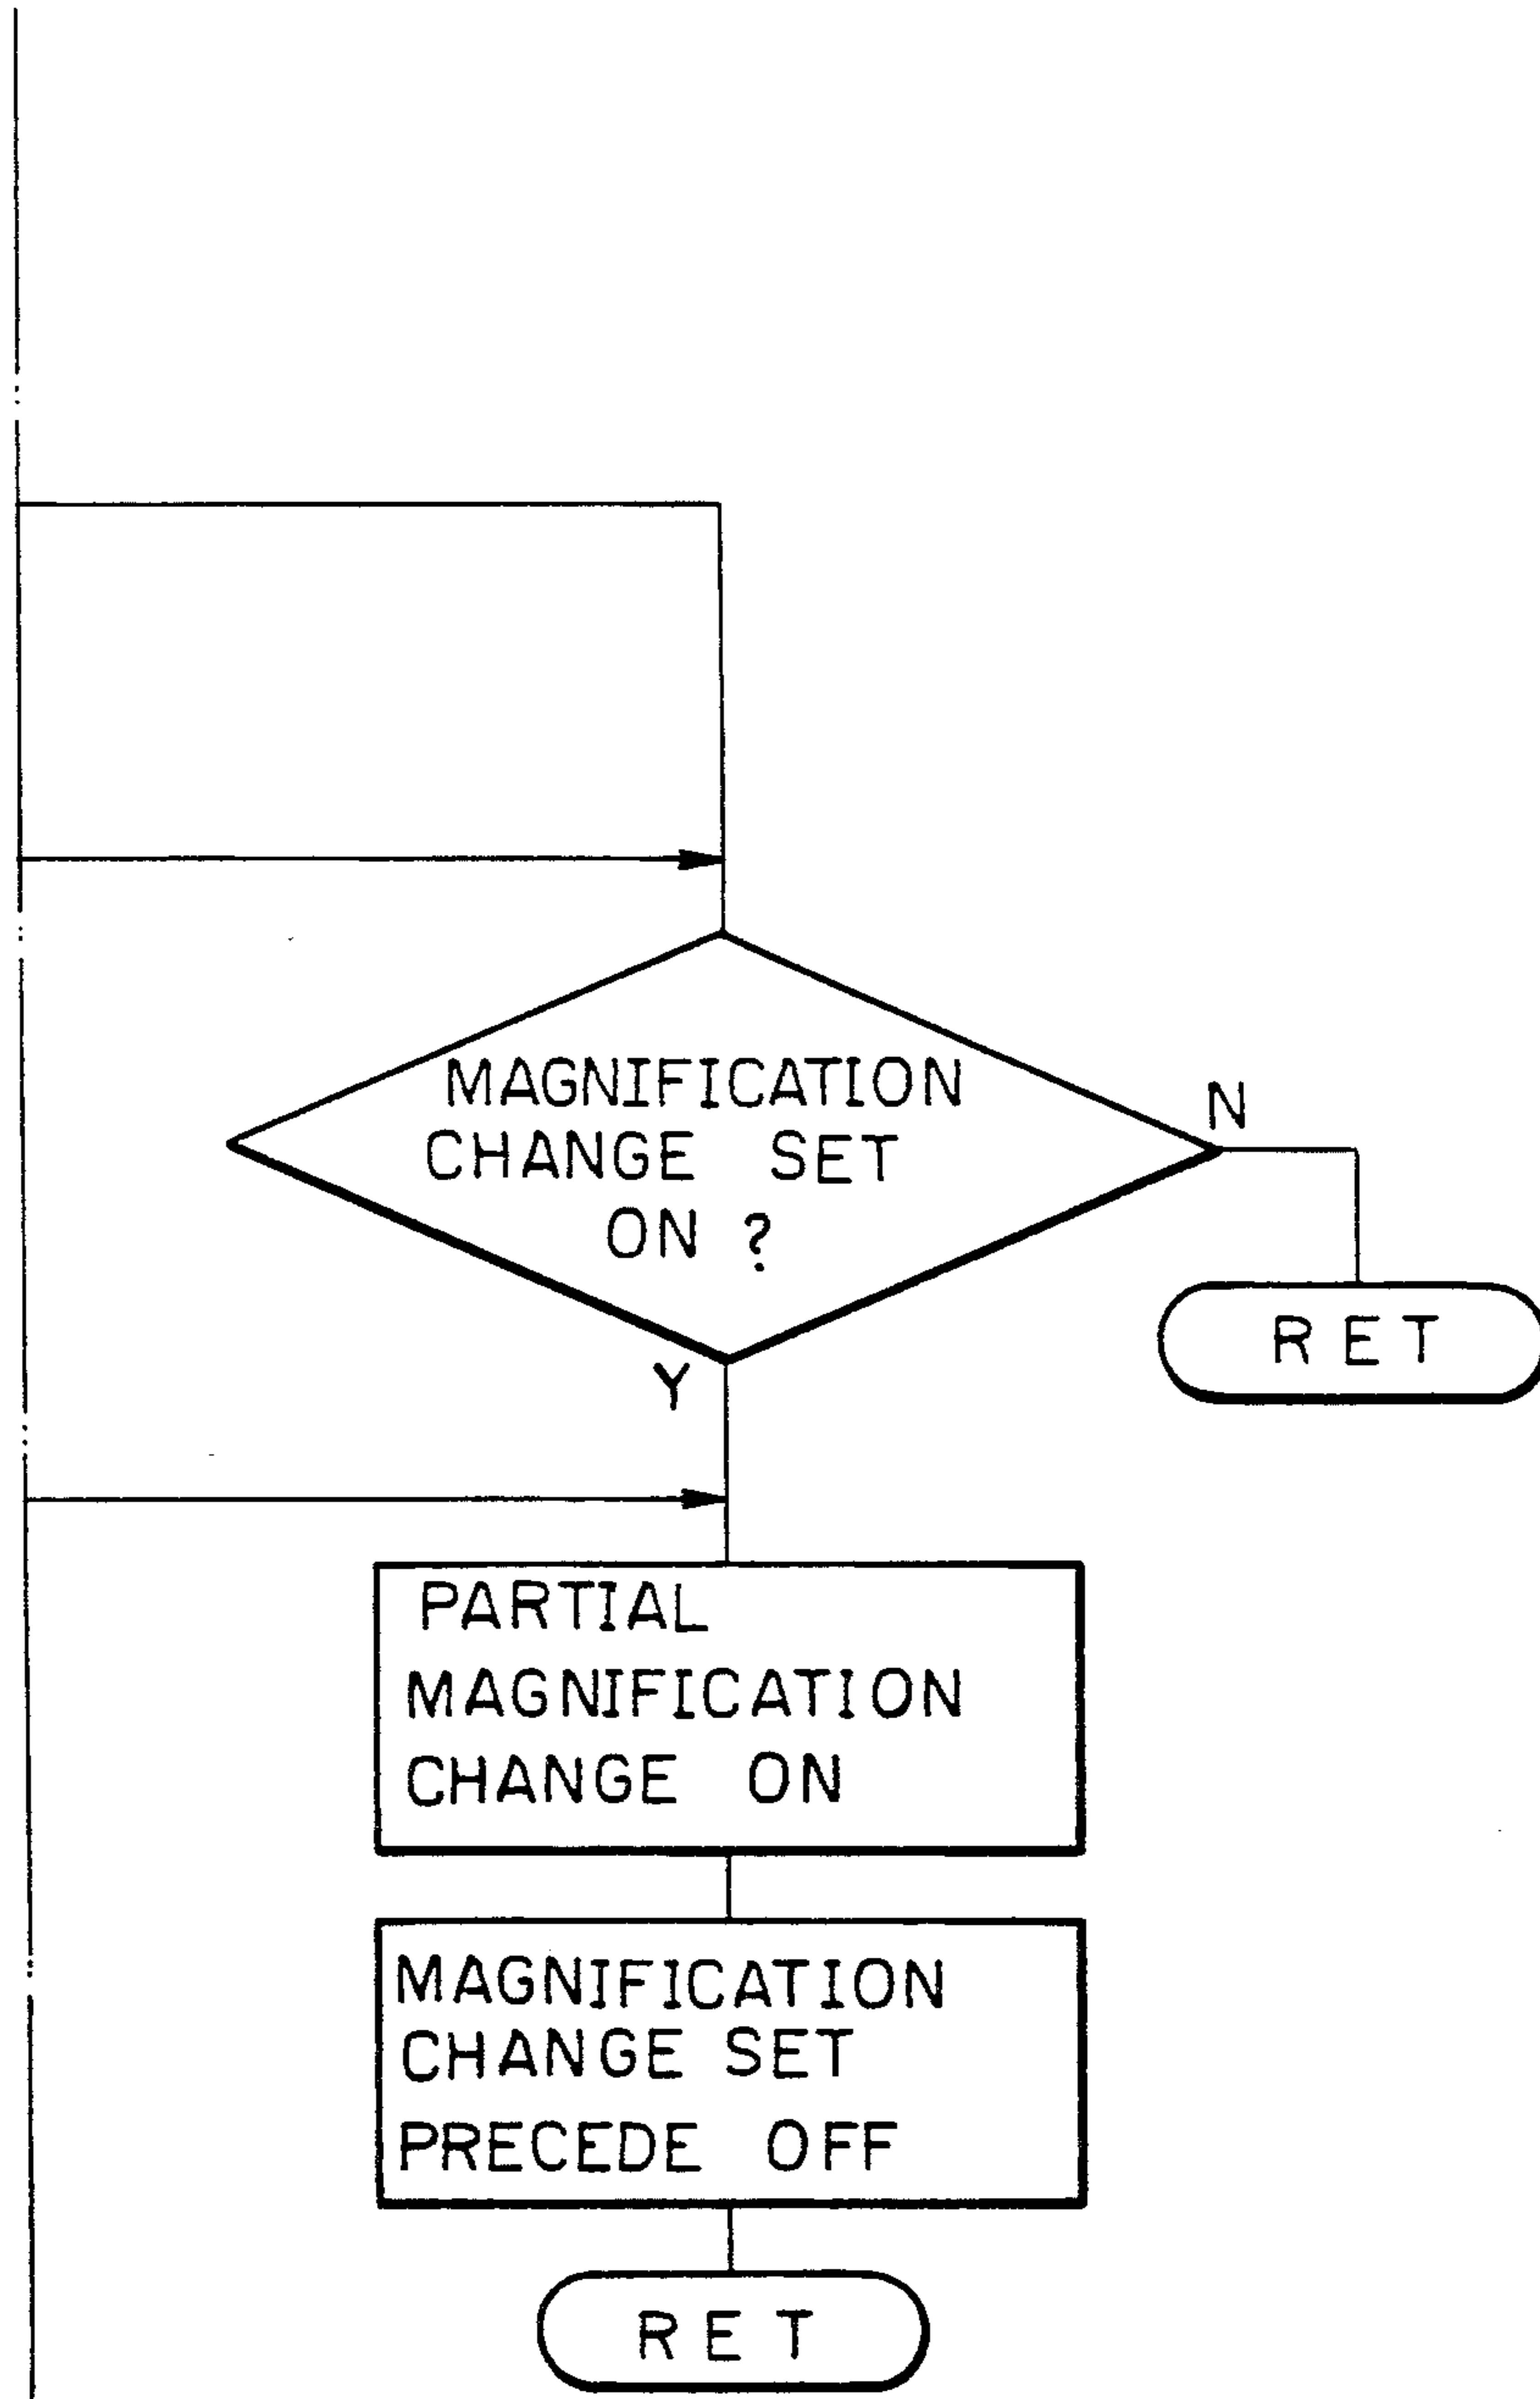 MAGNIFICATION
CHANGE SET
ON ?
N
RET
Y
PARTIAL
MAGNIFICATION
CHANGE ON
MAGNIFICATION
CHANGE SET
PRECEDE OFF
RET